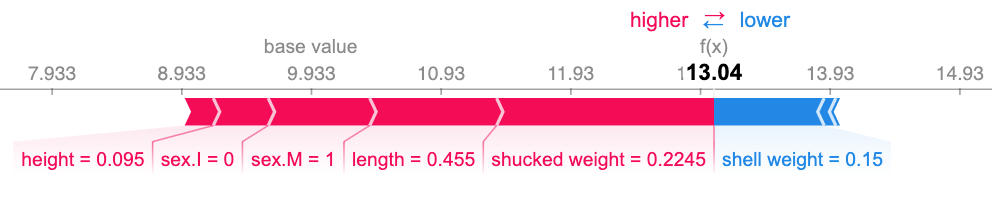 higher ⇄ lower
base value f(x)
7.933 8.933 9.933 10.93 11.93 113.04 13.93 14.93
height = 0.095 sex.I = 0 sex.M = 1 length = 0.455 shucked weight = 0.2245 shell weight = 0.15